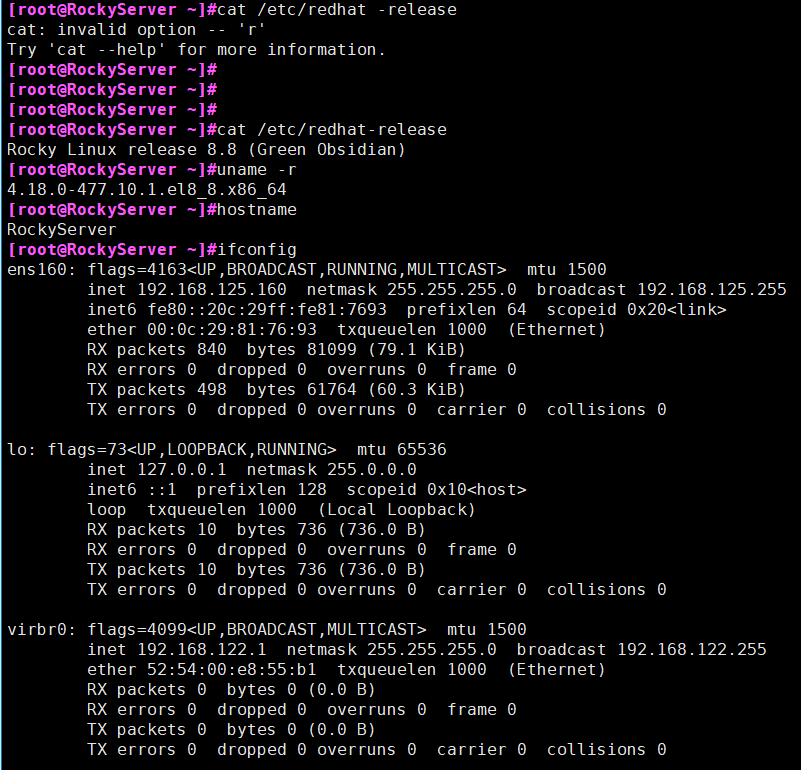 [root@RockyServer ~]#cat /etc/redhat -release
cat: invalid option -- 'r'
Try 'cat --help' for more information.
[root@RockyServer ~]#
[root@RockyServer ~]#
[root@RockyServer ~]#
[root@RockyServer ~]#cat /etc/redhat-release
Rocky Linux release 8.8 (Green Obsidian)
[root@RockyServer ~]#uname -r
4.18.0-477.10.1.el8_8.x86_64
[root@RockyServer ~]#hostname
RockyServer
[root@RockyServer ~]#ifconfig
ens160: flags=4163<UP,BROADCAST,RUNNING,MULTICAST>  mtu 1500
        inet 192.168.125.160  netmask 255.255.255.0  broadcast 192.168.125.255
        inet6 fe80::20c:29ff:fe81:7693  prefixlen 64  scopeid 0x20<link>
        ether 00:0c:29:81:76:93  txqueuelen 1000  (Ethernet)
        RX packets 840  bytes 81099 (79.1 KiB)
        RX errors 0  dropped 0  overruns 0  frame 0
        TX packets 498  bytes 61764 (60.3 KiB)
        TX errors 0  dropped 0 overruns 0  carrier 0  collisions 0

lo: flags=73<UP,LOOPBACK,RUNNING>  mtu 65536
        inet 127.0.0.1  netmask 255.0.0.0
        inet6 ::1  prefixlen 128  scopeid 0x10<host>
        loop  txqueuelen 1000  (Local Loopback)
        RX packets 10  bytes 736 (736.0 B)
        RX errors 0  dropped 0  overruns 0  frame 0
        TX packets 10  bytes 736 (736.0 B)
        TX errors 0  dropped 0 overruns 0  carrier 0  collisions 0

virbr0: flags=4099<UP,BROADCAST,MULTICAST>  mtu 1500
        inet 192.168.122.1  netmask 255.255.255.0  broadcast 192.168.122.255
        ether 52:54:00:e8:55:b1  txqueuelen 1000  (Ethernet)
        RX packets 0  bytes 0 (0.0 B)
        RX errors 0  dropped 0  overruns 0  frame 0
        TX packets 0  bytes 0 (0.0 B)
        TX errors 0  dropped 0 overruns 0  carrier 0  collisions 0